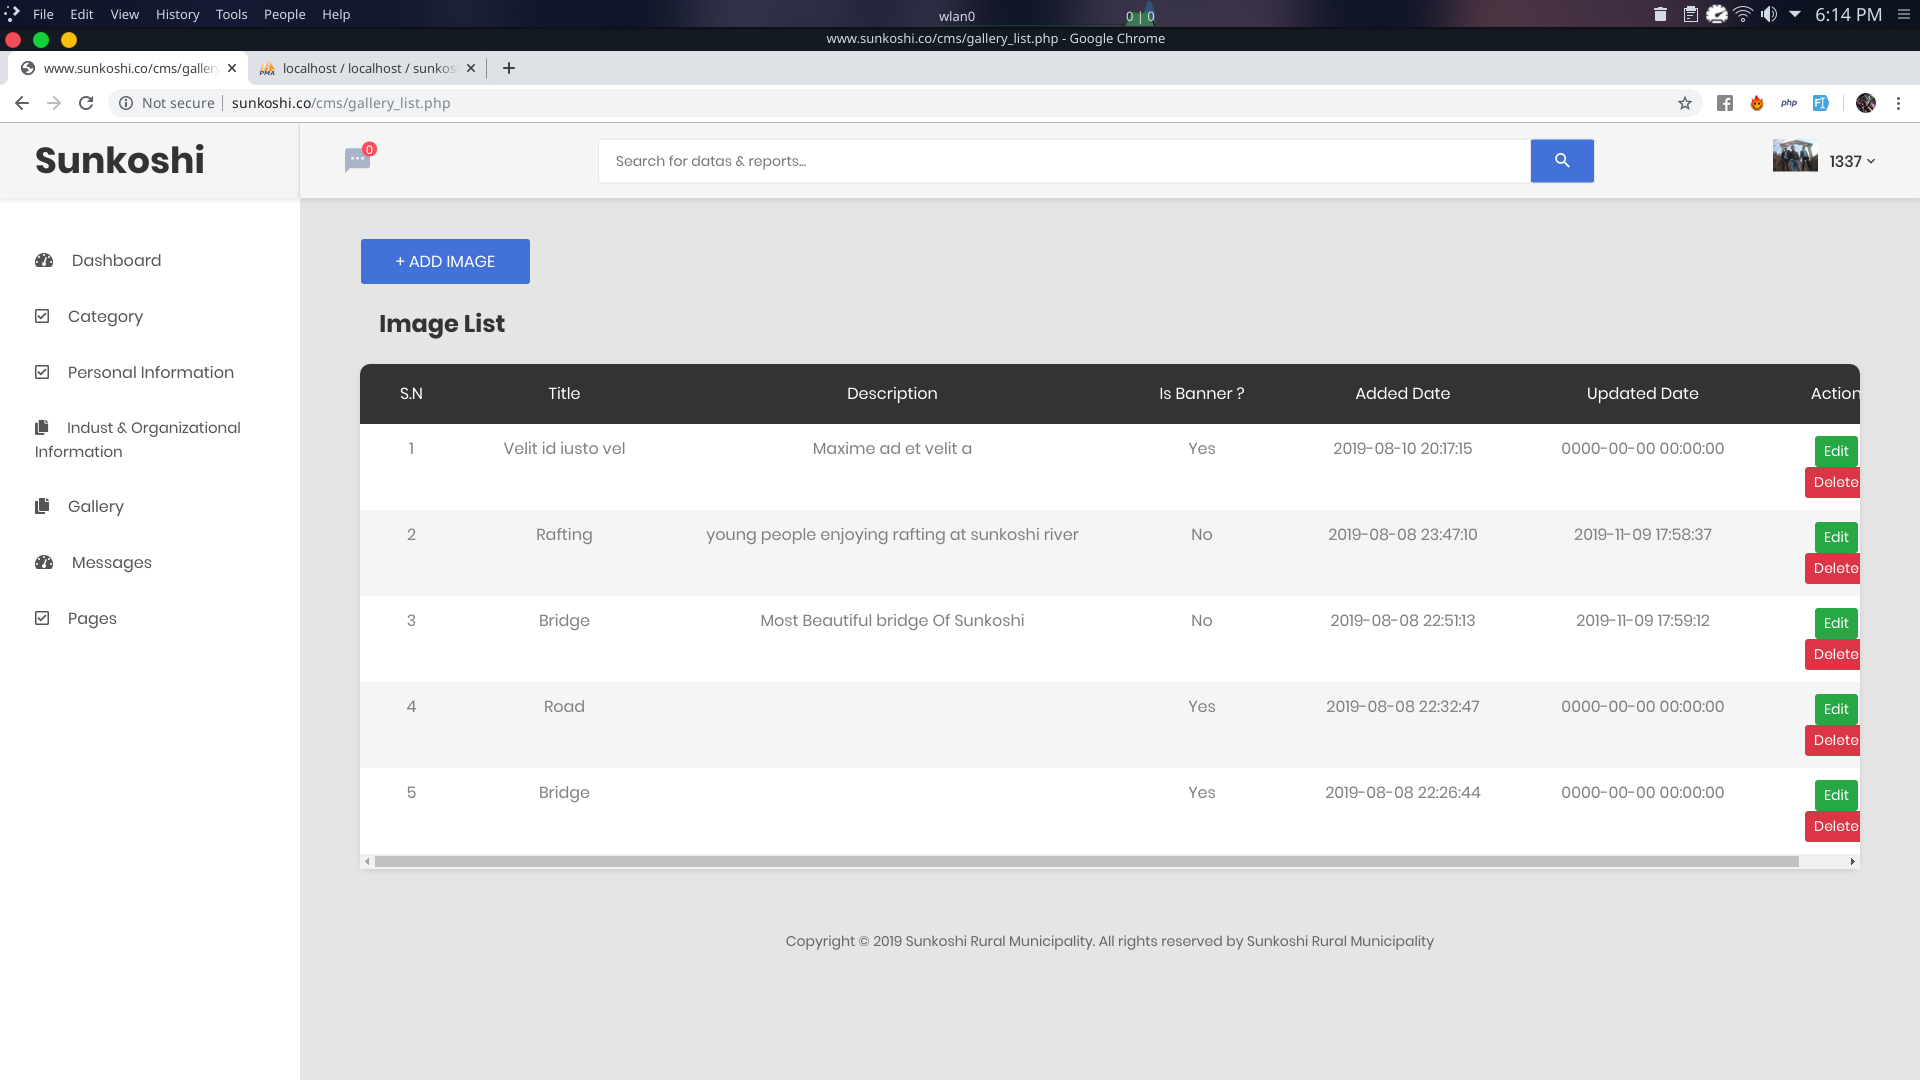 File Edit View History Tools People Help wlan0 0 | 0 6:14 PM
www.sunkoshi.co/cms/gallery_list.php - Google Chrome
www.sunkoshi.co/cms/galler localhost / localhost / sunkos
Not secure sunkoshi.co/cms/gallery_list.php php
Sunkoshi 0 Search for datas & reports... 1337
Dashboard
Category
Personal Information
Indust & Organizational
Information
Gallery
Messages
Pages
+ ADD IMAGE
Image List
S.N Title Description Is Banner ? Added Date Updated Date Action
1 Velit id iusto vel Maxime ad et velit a Yes 2019-08-10 20:17:15 0000-00-00 00:00:00 Edit
Delete
2 Rafting young people enjoying rafting at sunkoshi river No 2019-08-08 23:47:10 2019-11-09 17:58:37 Edit
Delete
3 Bridge Most Beautiful bridge Of Sunkoshi No 2019-08-08 22:51:13 2019-11-09 17:59:12 Edit
Delete
4 Road Yes 2019-08-08 22:32:47 0000-00-00 00:00:00 Edit
Delete
5 Bridge Yes 2019-08-08 22:26:44 0000-00-00 00:00:00 Edit
Delete
Copyright © 2019 Sunkoshi Rural Municipality. All rights reserved by Sunkoshi Rural Municipality